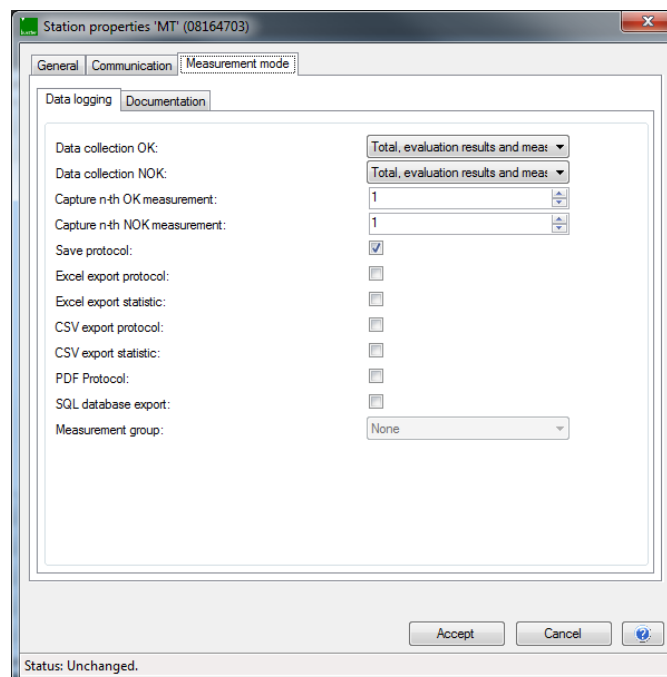 Station properties 'MT' (08164703)
General Communication Measurement mode
Data logging Documentation
Data collection OK: Total, evaluation results and meas
Data collection NOK: Total, evaluation results and meas
Capture n-th OK measurement: 1
Capture n-th NOK measurement: 1
Save protocol:
Excel export protocol:
Excel export statistic:
CSV export protocol:
CSV export statistic:
PDF Protocol:
SQL database export:
Measurement group: None
Accept Cancel
Status: Unchanged.